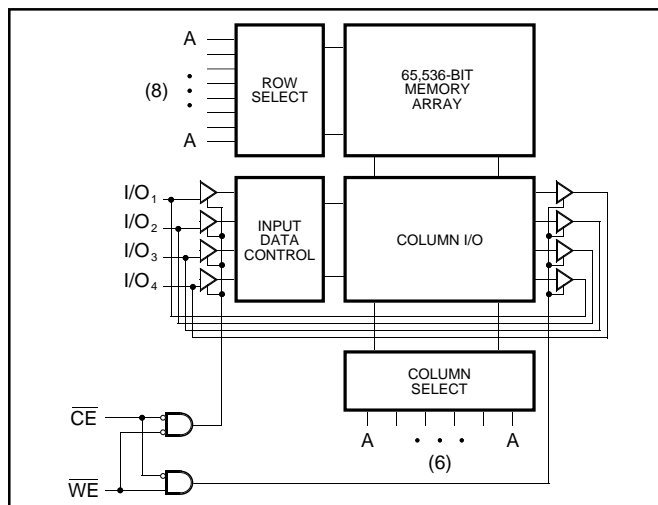 A
(8)
A
ROW
SELECT
65,536-BIT
MEMORY
ARRAY
I/O1
I/O2
I/O3
I/O4
INPUT
DATA
CONTROL
COLUMN I/O
COLUMN
SELECT
A
A
(6)
CE
WE